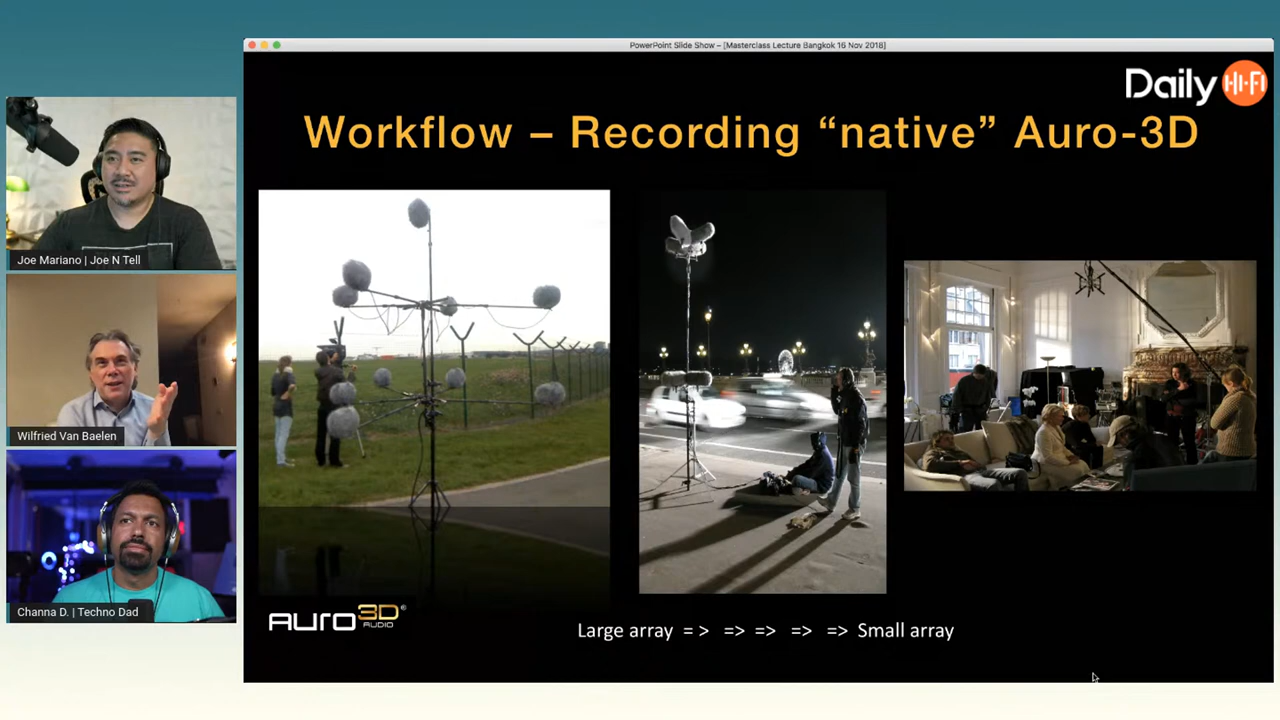 PowerPoint Slide Show – [Masterclass Lecture Bangkok 16 Nov 2018]
Daily HI-FI
Workflow – Recording “native” Auro-3D
Joe Mariano | Joe N Tell
Wilfried Van Baelen
Channa D. | Techno Dad
AURO 3D®
AUDIO
Large array = > => => => => Small array